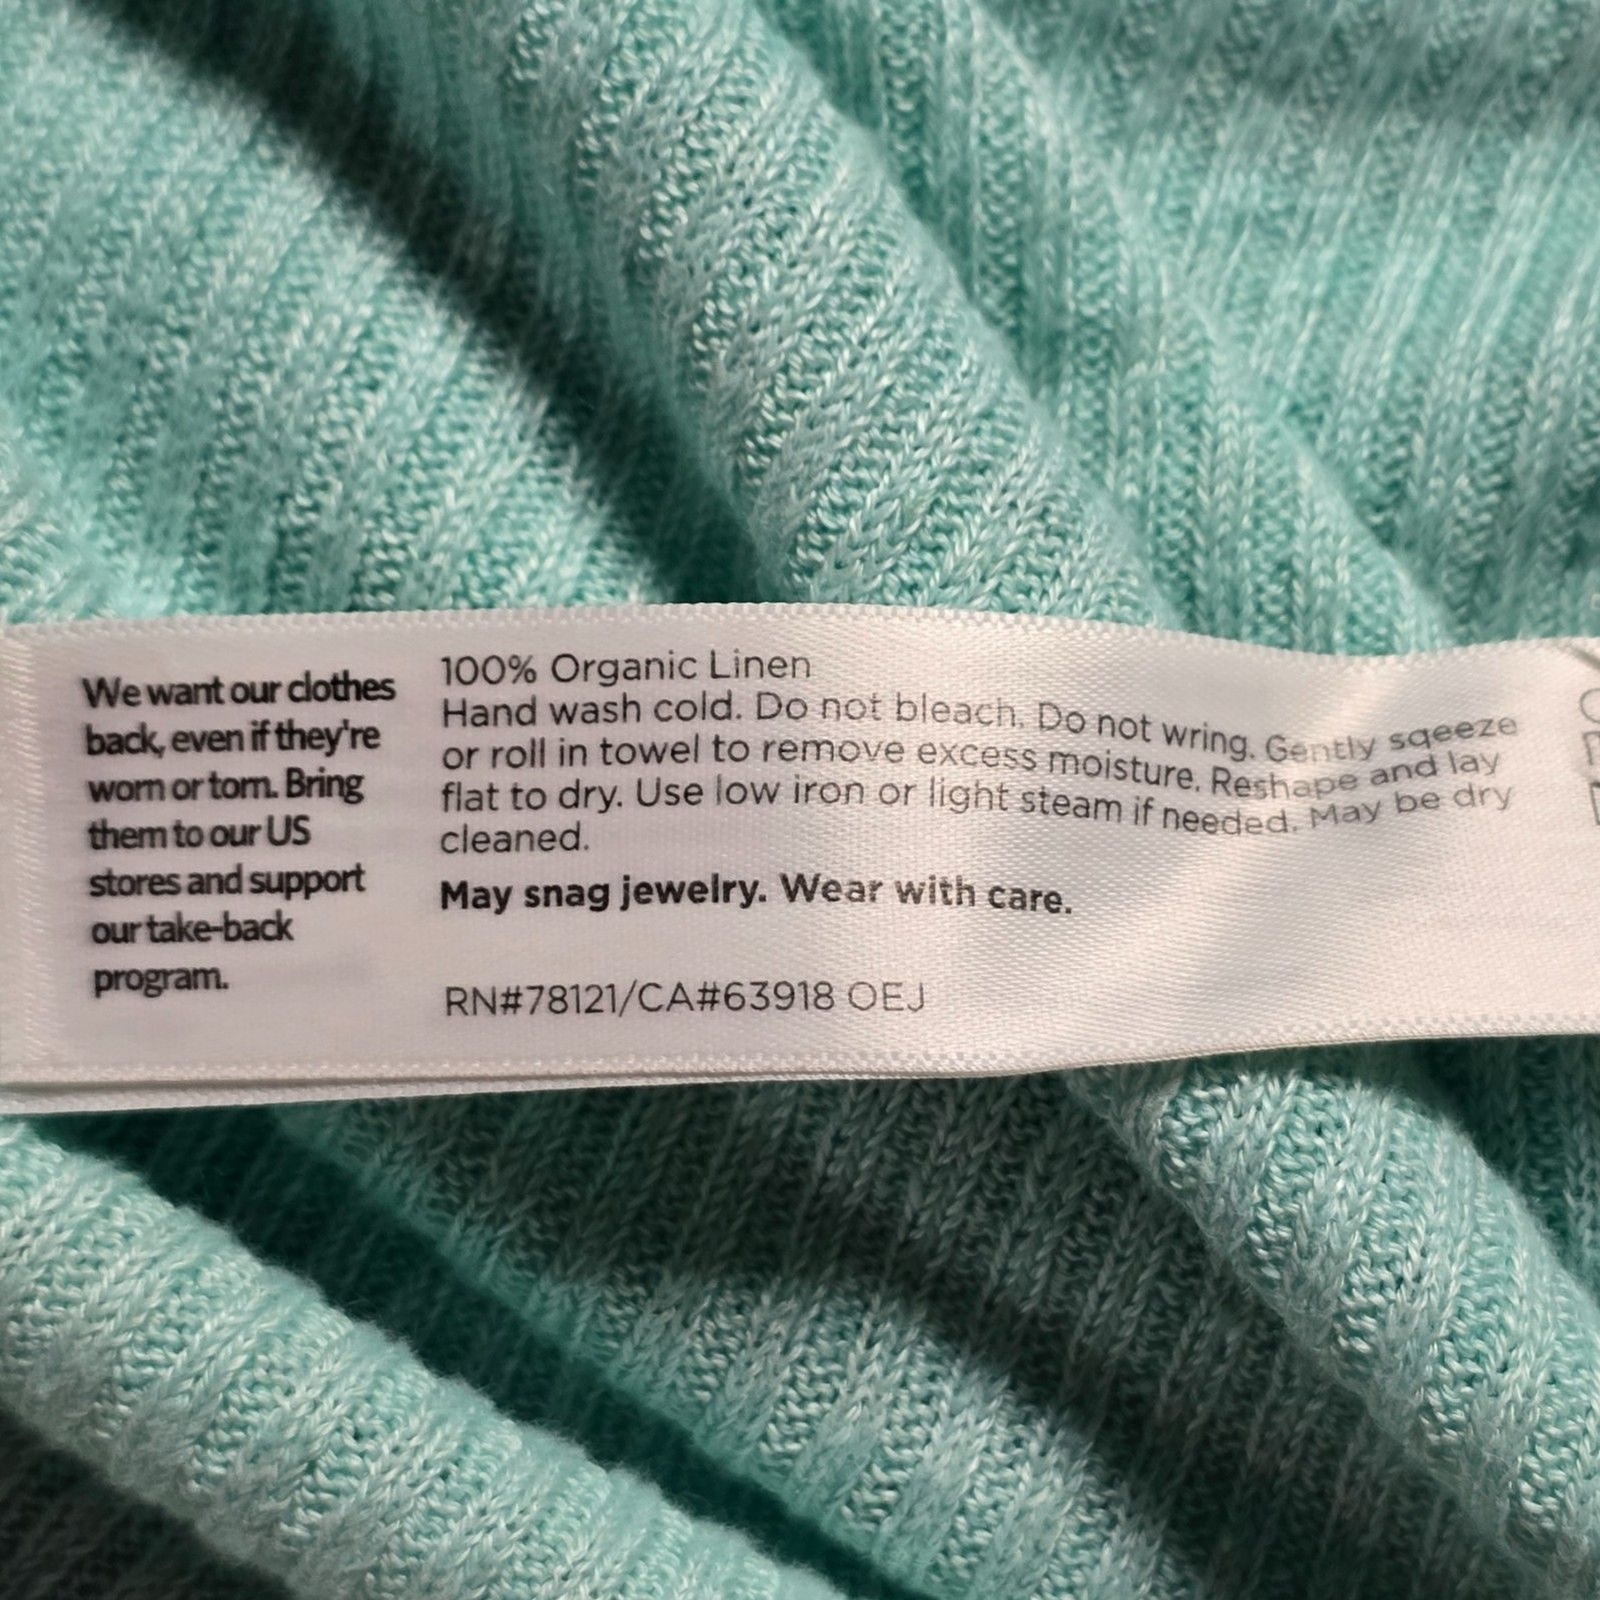 We want our clothes
back, even if they're
worn or torn. Bring
them to our US
stores and support
our take-back
program.
100% Organic Linen
Hand wash cold. Do not bleach. Do not wring. Gently sqeeze
or roll in towel to remove excess moisture. Reshape and lay
flat to dry. Use low iron or light steam if needed. May be dry
cleaned.
May snag jewelry. Wear with care.
RN#78121/CA#63918 OEJ